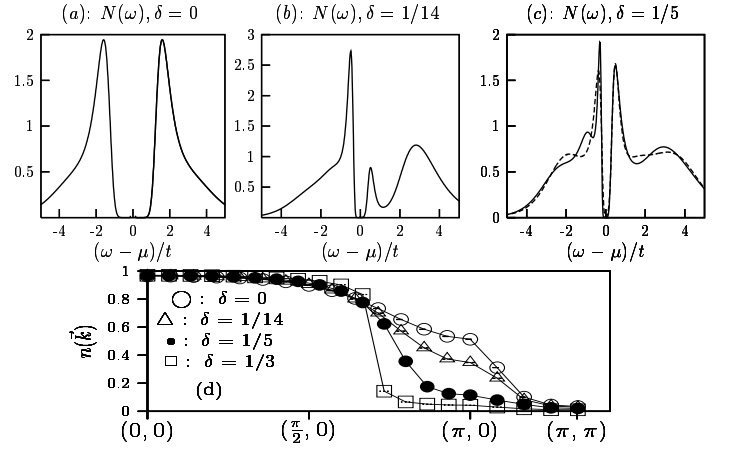 (a): N(ω), δ = 0
(b): N(ω), δ = 1/14
(c): N(ω), δ = 1/5
2
1.5
1
0.5
-4 -2 0 2 4
(ω − μ)/t
3
2.5
2
1.5
1
0.5
-4 -2 0 2 4
(ω − μ)/t
2
1.5
1
0.5
0
-4 -2 0 2 4
(ω − μ)/t
n(k⃗)
1
0.8
0.6
0.4
0.2
0
: δ = 0
: δ = 1/14
: δ = 1/5
: δ = 1/3
(d)
(0, 0) (π/2, 0) (π, 0) (π, π)